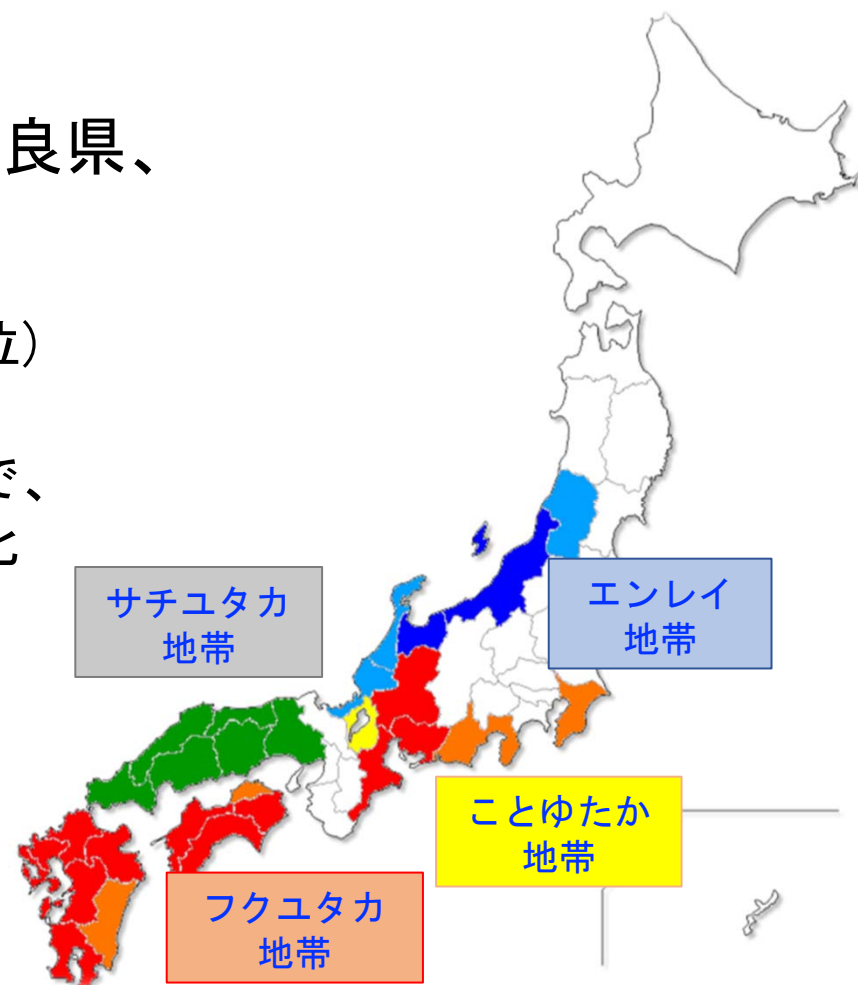 良県、
位）
で、
サチユタカ
地帯
エンレイ
地帯
ことゆたか
地帯
フクユタカ
地帯